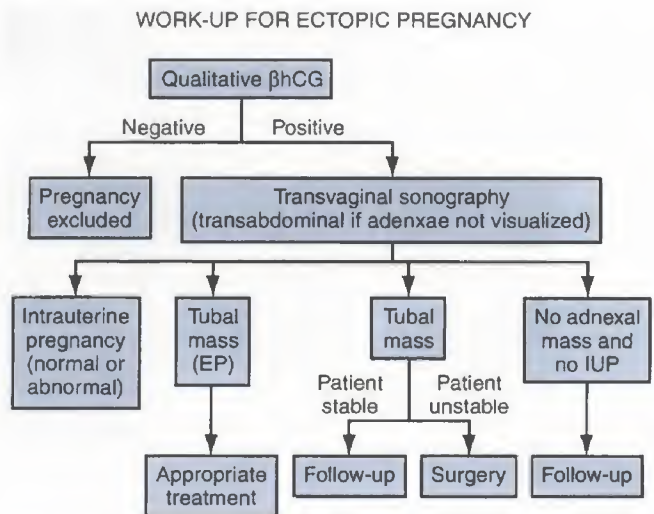 WORK-UP FOR ECTOPIC PREGNANCY
Qualitative βhCG
Negative
Positive
Pregnancy
excluded
Transvaginal sonography
(transabdominal if adenxae not visualized)
Intrauterine
pregnancy
(normal or
abnormal)
Tubal
mass
(EP)
Tubal
mass
No adnexal
mass and
no IUP
Patient
stable
Patient
unstable
Appropriate
treatment
Follow-up
Surgery
Follow-up